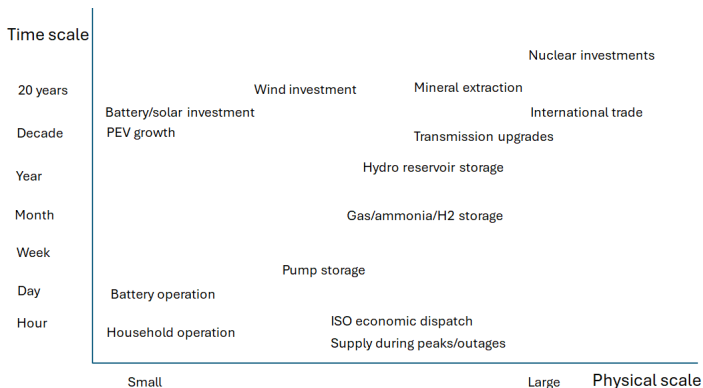 Time scale
Nuclear investments
20 years
Wind investment
Mineral extraction
Battery/solar investment
International trade
Decade
PEV growth
Transmission upgrades
Year
Hydro reservoir storage
Month
Gas/ammonia/H2 storage
Week
Pump storage
Day
Battery operation
Hour
ISO economic dispatch
Household operation
Supply during peaks/outages
Small
Large
Physical scale